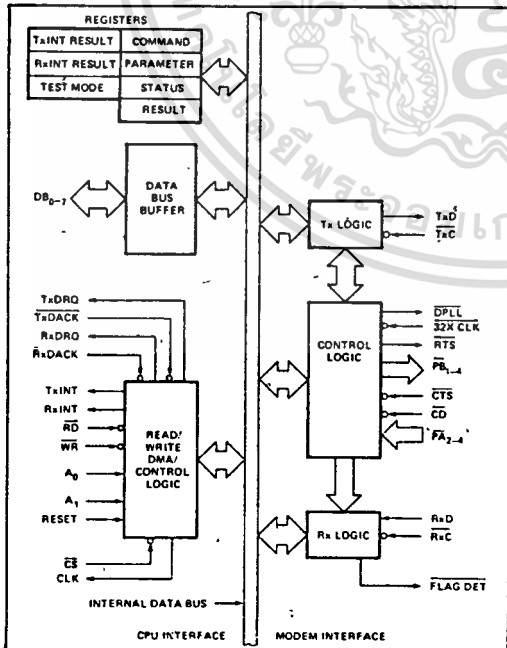 REGISTERS
TxINT RESULT COMMAND
RxINT RESULT PARAMETER
TEST MODE STATUS
RESULT
DB0-7
DATA
BUS
BUFFER
TxDRQ
TxDACK
RxDRQ
RxDACK
TxINT
RxINT
RD
WR
A0
A1
RESET
CS
CLK
READ/
WRITE
DMA/
CONTROL
LOGIC
INTERNAL DATA BUS
CPU INTERFACE
Tx LOGIC
TxD
TxC
CONTROL
LOGIC
DPLL
32X CLK
RTS
PB1-4
CTS
CD
PA2-4
Rx LOGIC
RxD
RxC
FLAG DET
MODEM INTERFACE